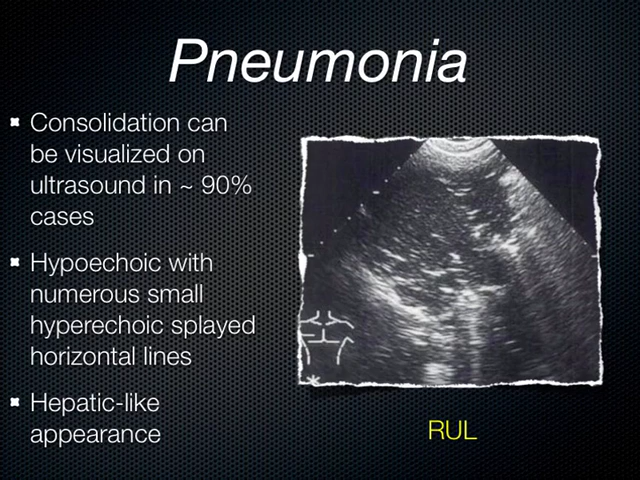 Pneumonia
Consolidation can
be visualized on
ultrasound in ~ 90%
cases
Hypoechoic with
numerous small
hyperechoic splayed
horizontal lines
Hepatic-like
appearance
RUL